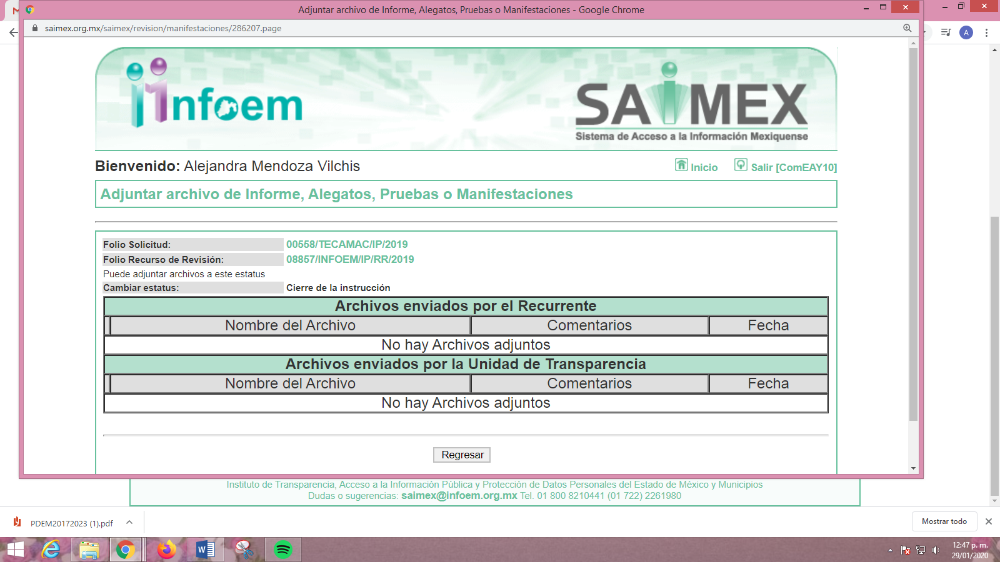 Adjuntar archivo de Informe, Alegatos, Pruebas o Manifestaciones - Google Chrome
saimex.org.mx/saimex/revision/manifestaciones/286207.page
A
infoem
SAIMEX
Sistema de Acceso a la Información Mexiquense
Bienvenido: Alejandra Mendoza Vilchis
Inicio Salir [ComEAY10]
Adjuntar archivo de Informe, Alegatos, Pruebas o Manifestaciones
Folio Solicitud: 00558/TECAMAC/IP/2019
Folio Recurso de Revisión: 08857/INFOEM/IP/RR/2019
Puede adjuntar archivos a este estatus
Cambiar estatus: Cierre de la instrucción
Archivos enviados por el Recurrente
Nombre del Archivo Comentarios Fecha
No hay Archivos adjuntos
Archivos enviados por la Unidad de Transparencia
Nombre del Archivo Comentarios Fecha
No hay Archivos adjuntos
Regresar
Instituto de Transparencia, Acceso a la Información Pública y Protección de Datos Personales del Estado de México y Municipios
Dudas o sugerencias: saimex@infoem.org.mx Tel. 01 800 8210441 (01 722) 2261980
PDEM20172023 (1).pdf
Mostrar todo
12:47 p. m.
29/01/2020